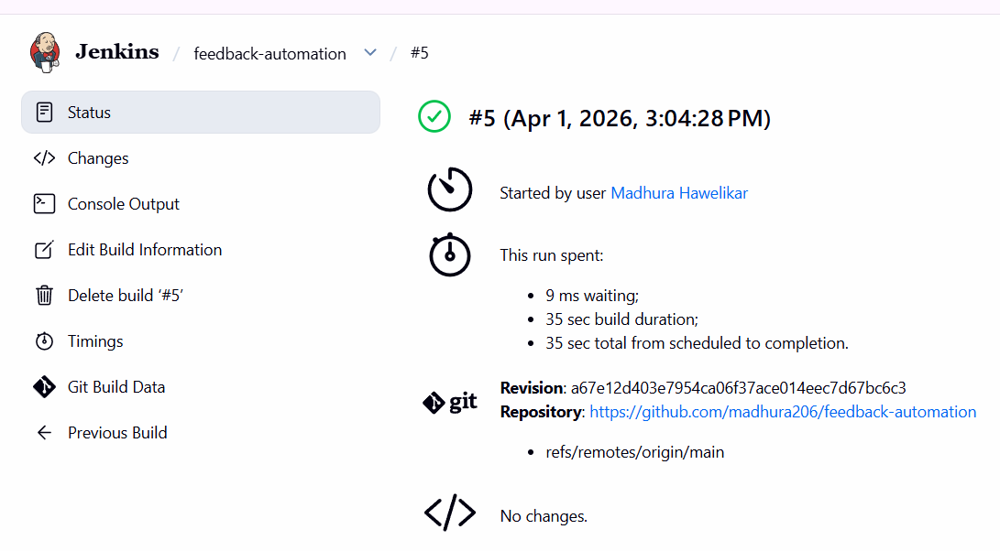 Jenkins / feedback-automation / #5
Status
Changes
Console Output
Edit Build Information
Delete build ‘#5’
Timings
Git Build Data
Previous Build
#5 (Apr 1, 2026, 3:04:28 PM)
Started by user Madhura Hawelikar
This run spent:
• 9 ms waiting;
• 35 sec build duration;
• 35 sec total from scheduled to completion.
git
Revision: a67e12d403e7954ca06f37ace014eec7d67bc6c3
Repository: https://github.com/madhura206/feedback-automation
• refs/remotes/origin/main
No changes.